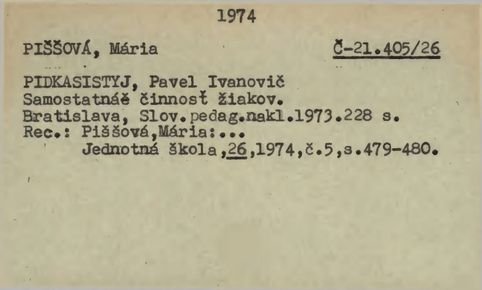 1974
PIŠŠOVÁ, Mária Č-21.405/26
PIDKASISTYJ, Pavel Ivanovič
Samostatnáě činnosť žiakov.
Bratislava, Slov.pedag.nakl.1973.228 s.
Rec.: Piššová,Mária:...
Jednotná škola,26,1974,č.5,s.479-480.